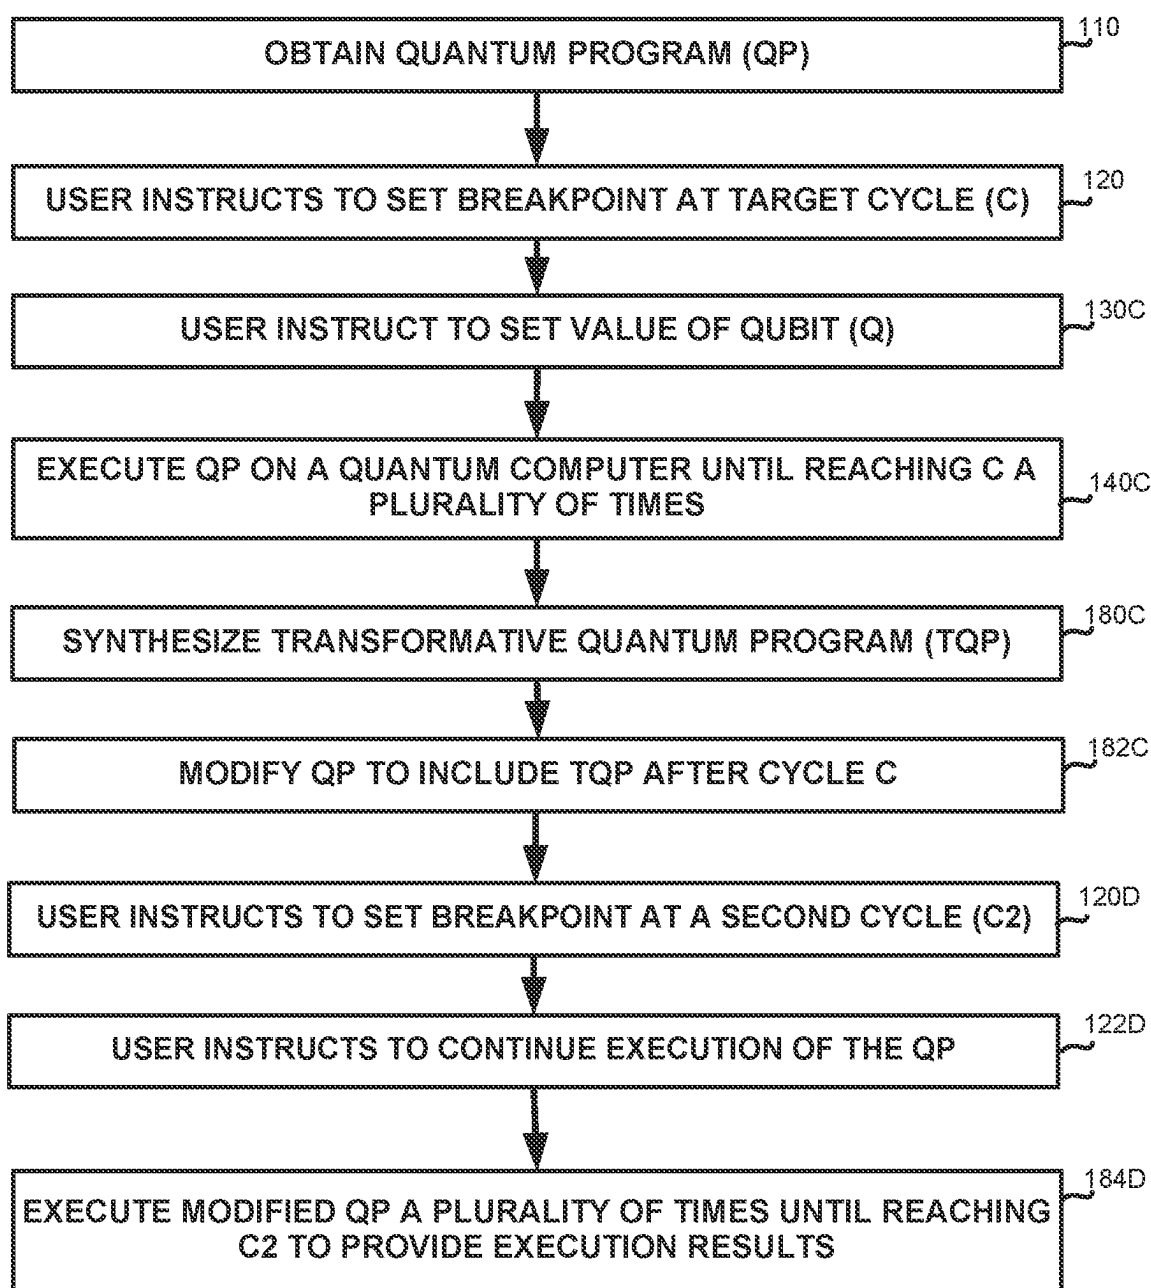 OBTAIN QUANTUM PROGRAM (QP)
110
USER INSTRUCTS TO SET BREAKPOINT AT TARGET CYCLE (C)
120
USER INSTRUCT TO SET VALUE OF QUBIT (Q)
130C
EXECUTE QP ON A QUANTUM COMPUTER UNTIL REACHING C A
PLURALITY OF TIMES
140C
SYNTHESIZE TRANSFORMATIVE QUANTUM PROGRAM (TQP)
180C
MODIFY QP TO INCLUDE TQP AFTER CYCLE C
182C
USER INSTRUCTS TO SET BREAKPOINT AT A SECOND CYCLE (C2)
120D
USER INSTRUCTS TO CONTINUE EXECUTION OF THE QP
122D
EXECUTE MODIFIED QP A PLURALITY OF TIMES UNTIL REACHING
C2 TO PROVIDE EXECUTION RESULTS
184D